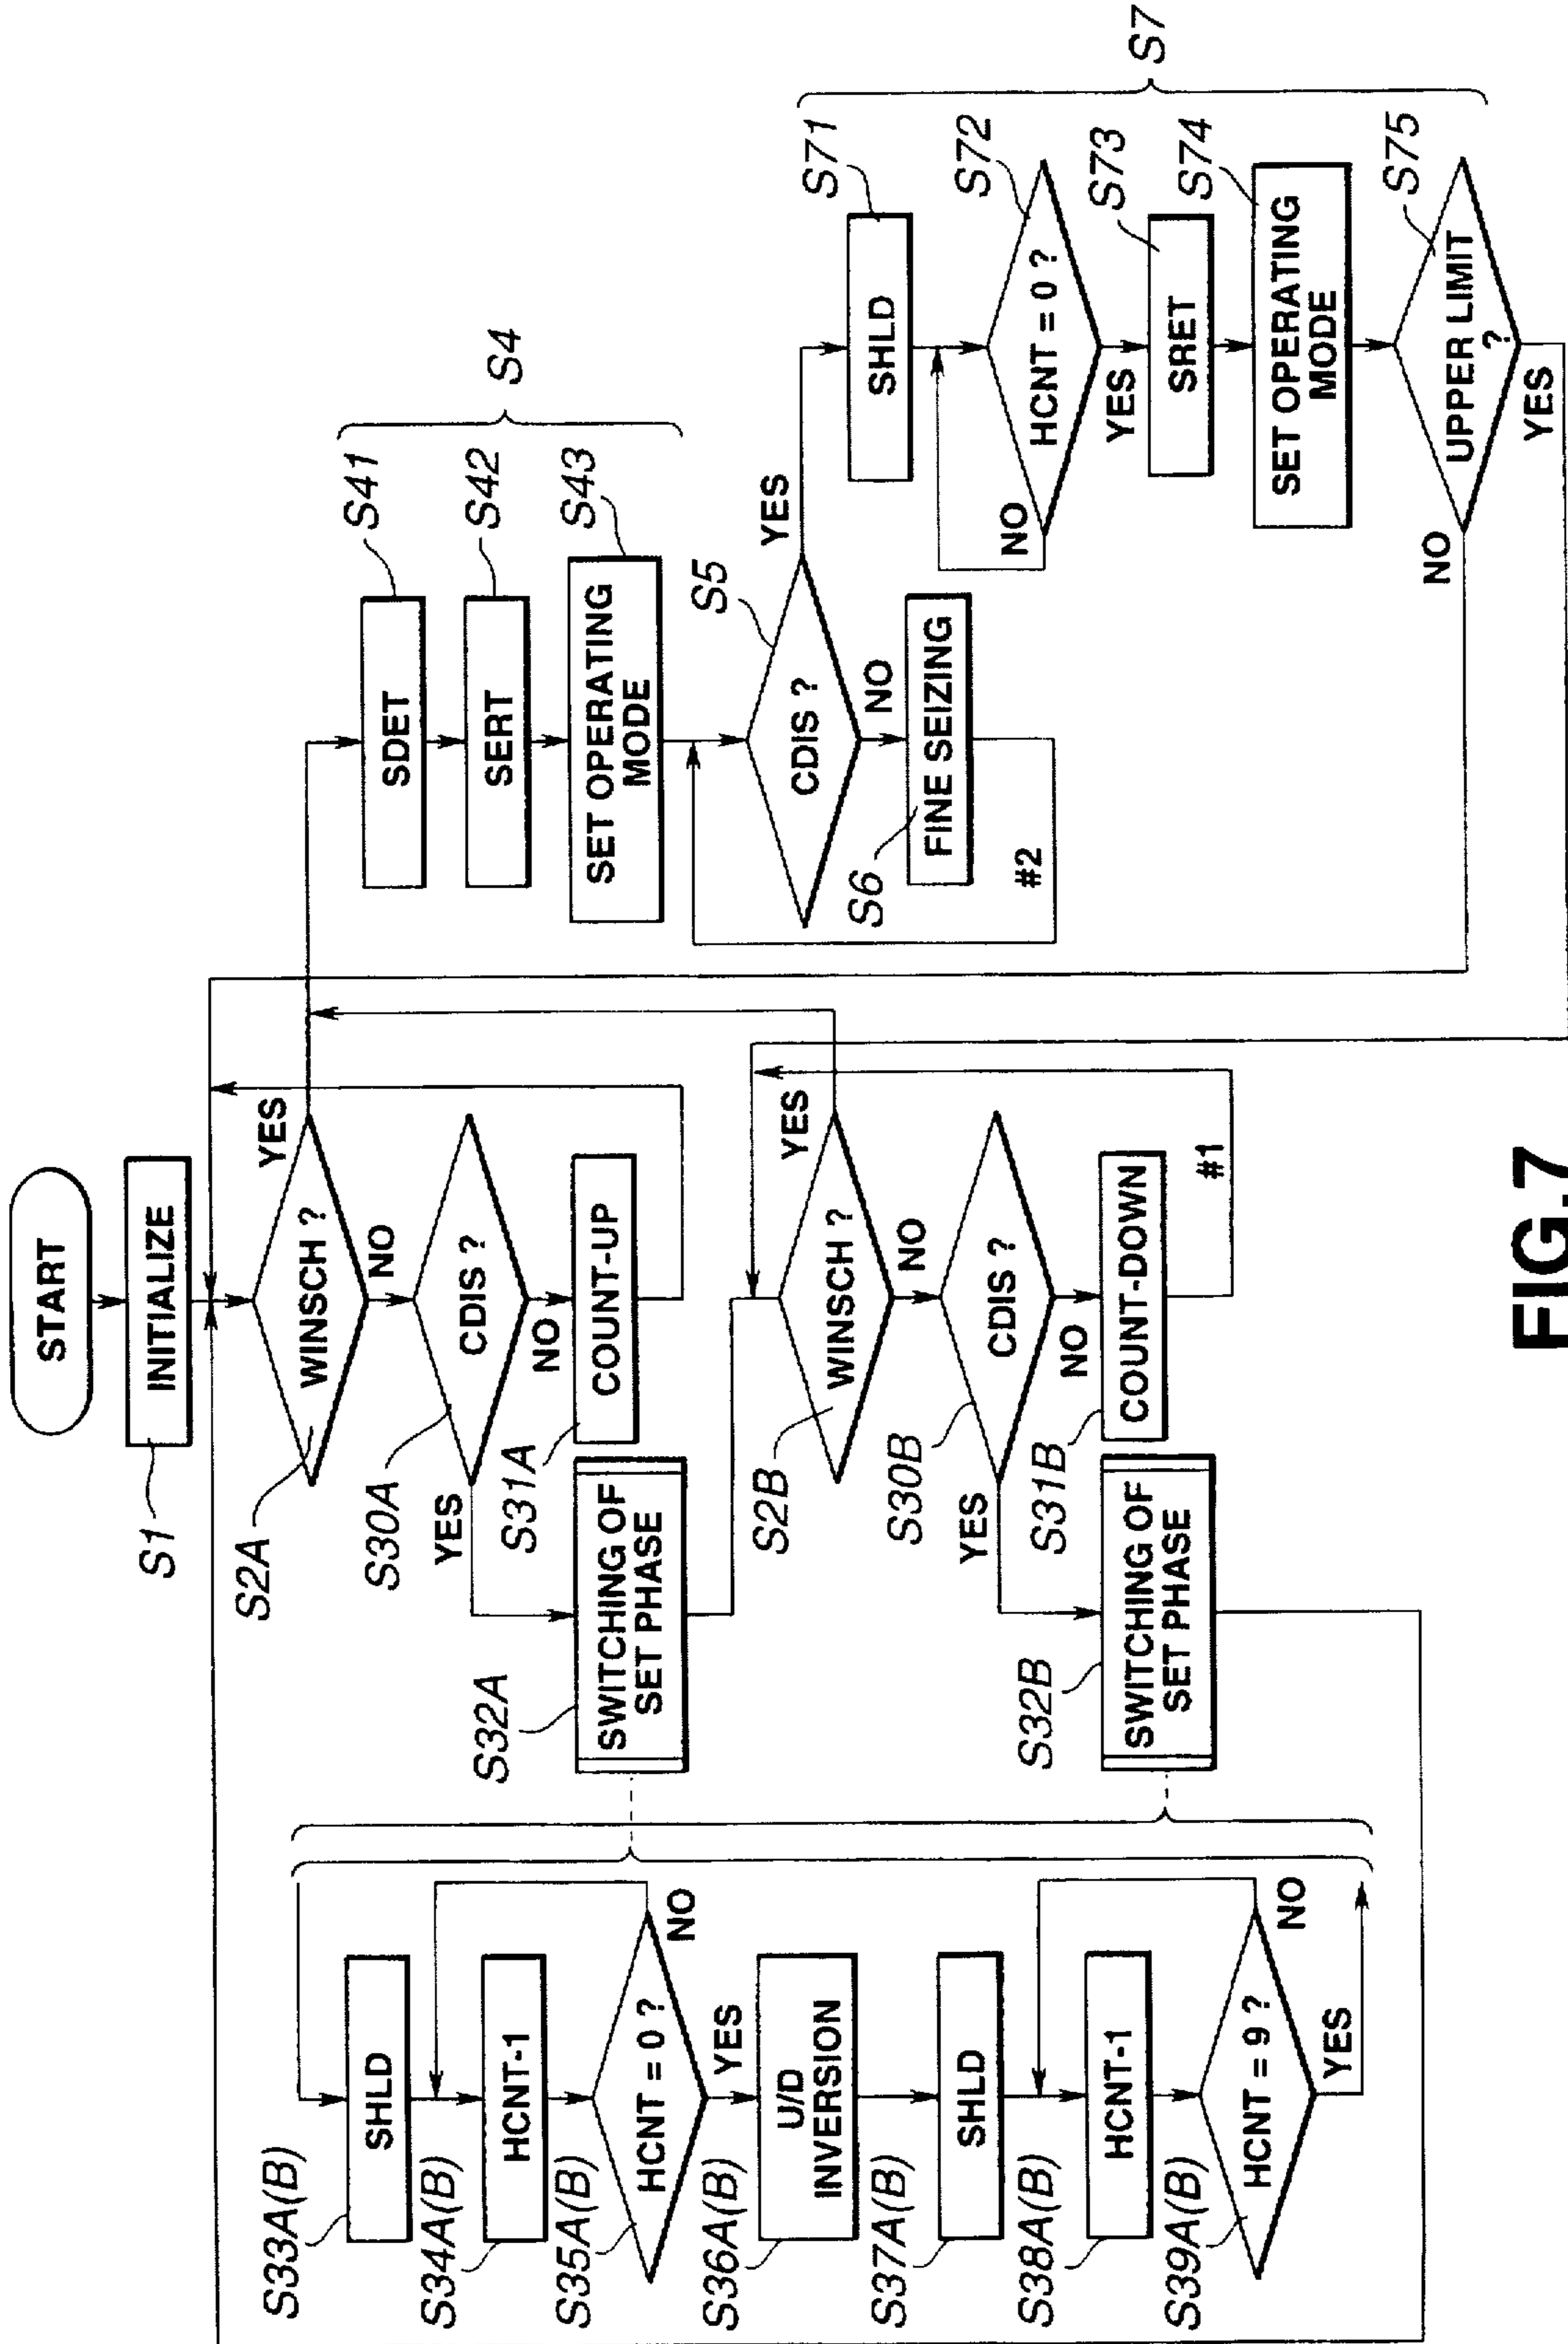 START
INITIALIZE
S1
WINSCH ?
S2A
YES
NO
CDIS ?
S30A
YES
NO
COUNT-UP
S31A
SWITCHING OF
SET PHASE
S32A
WINSCH ?
S2B
YES
NO
CDIS ?
S30B
YES
NO
COUNT-DOWN
S31B
#1
SWITCHING OF
SET PHASE
S32B
S33A(B)
SHLD
S34A(B)
HCNT-1
S35A(B)
HCNT = 0 ?
NO
YES
S36A(B)
U/D
INVERSION
S37A(B)
SHLD
S38A(B)
HCNT-1
S39A(B)
HCNT = 9 ?
NO
YES
SDET
S41
SERT
S42
SET OPERATING
MODE
S43
S4
CDIS ?
S5
YES
NO
FINE SEIZING
S6
#2
SHLD
S71
HCNT = 0 ?
S72
NO
YES
SRET
S73
SET OPERATING
MODE
S74
UPPER LIMIT
?
S75
NO
YES
S7
FIG.7